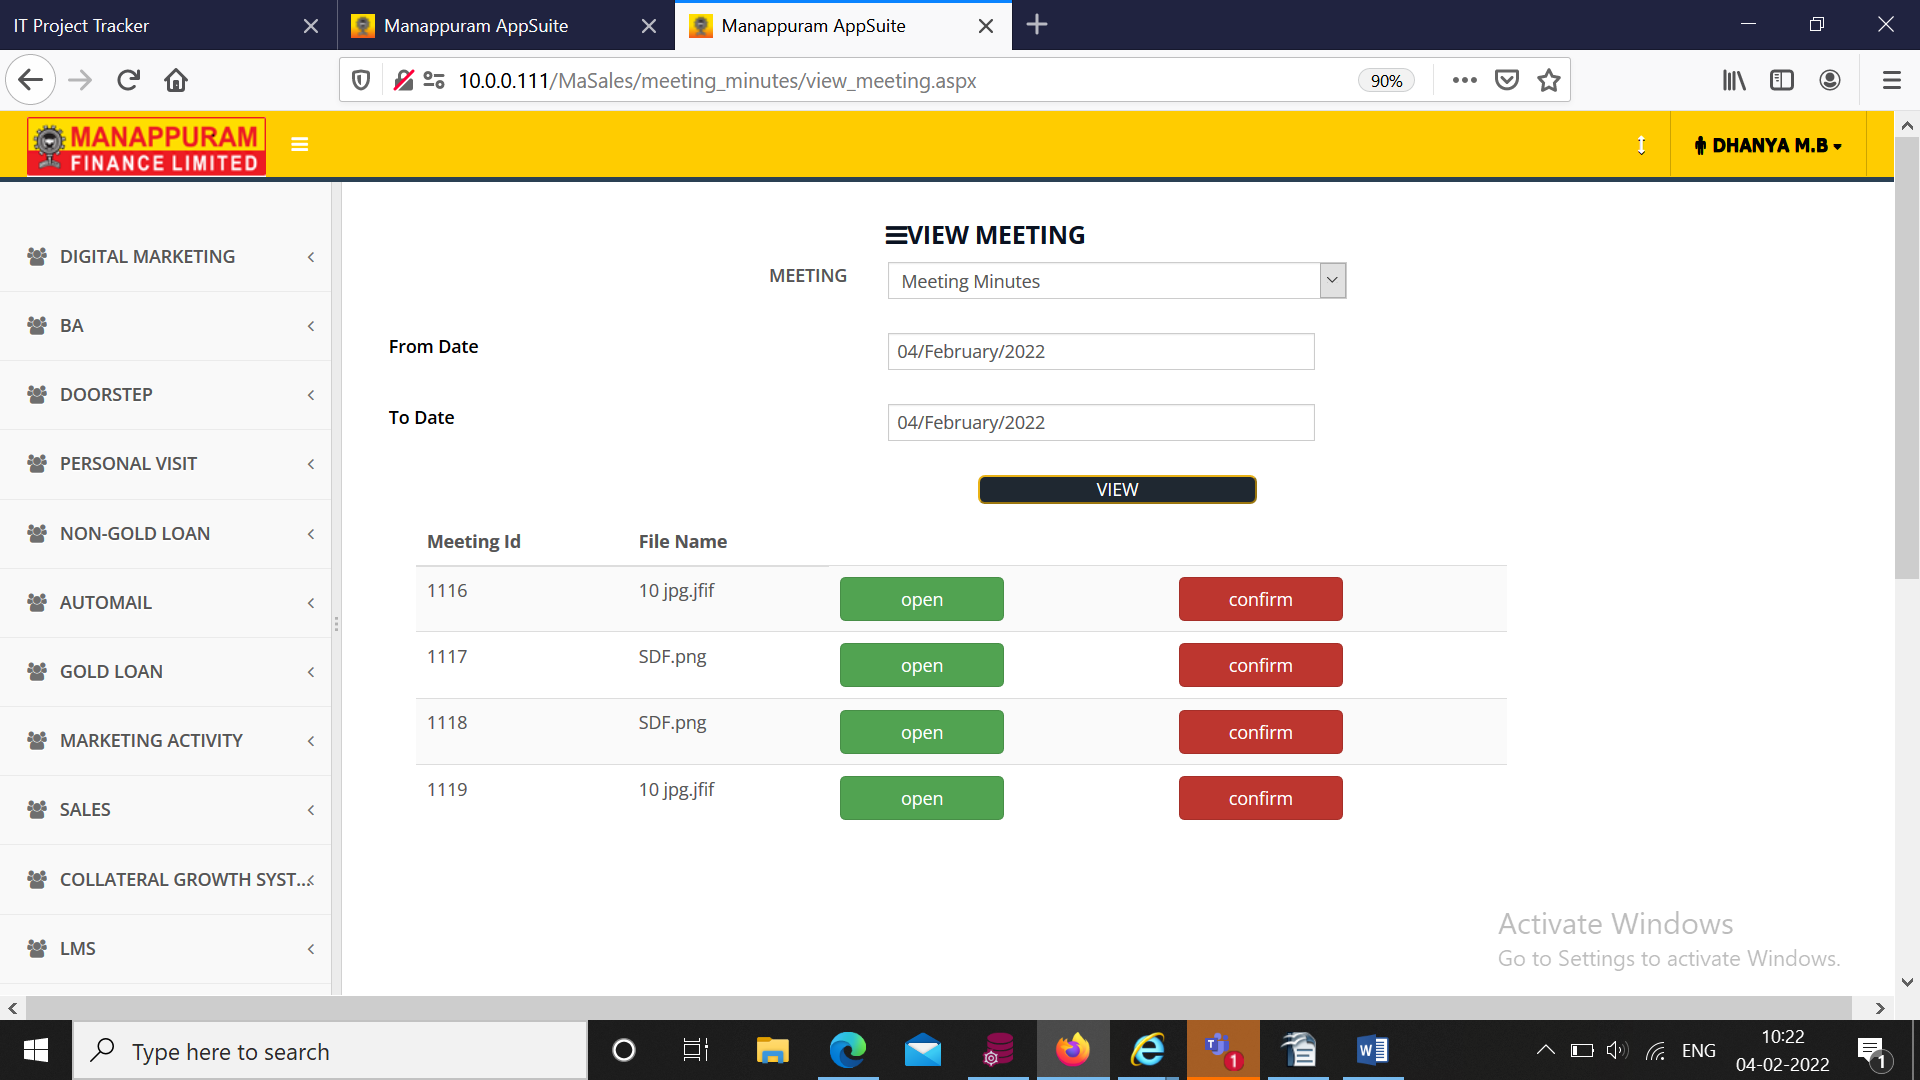 IT Project Tracker
Manappuram AppSuite
Manappuram AppSuite
10.0.0.111/MaSales/meeting_minutes/view_meeting.aspx
90%
MANAPPURAM
FINANCE LIMITED
DHANYA M.B
DIGITAL MARKETING
BA
DOORSTEP
PERSONAL VISIT
NON-GOLD LOAN
AUTOMAIL
GOLD LOAN
MARKETING ACTIVITY
SALES
COLLATERAL GROWTH SYST...
LMS
VIEW MEETING
MEETING
Meeting Minutes
From Date
04/February/2022
To Date
04/February/2022
VIEW
Meeting Id File Name
1116 10 jpg.jfif open confirm
1117 SDF.png open confirm
1118 SDF.png open confirm
1119 10 jpg.jfif open confirm
Activate Windows
Go to Settings to activate Windows.
Type here to search
1
ENG
10:22
04-02-2022
1